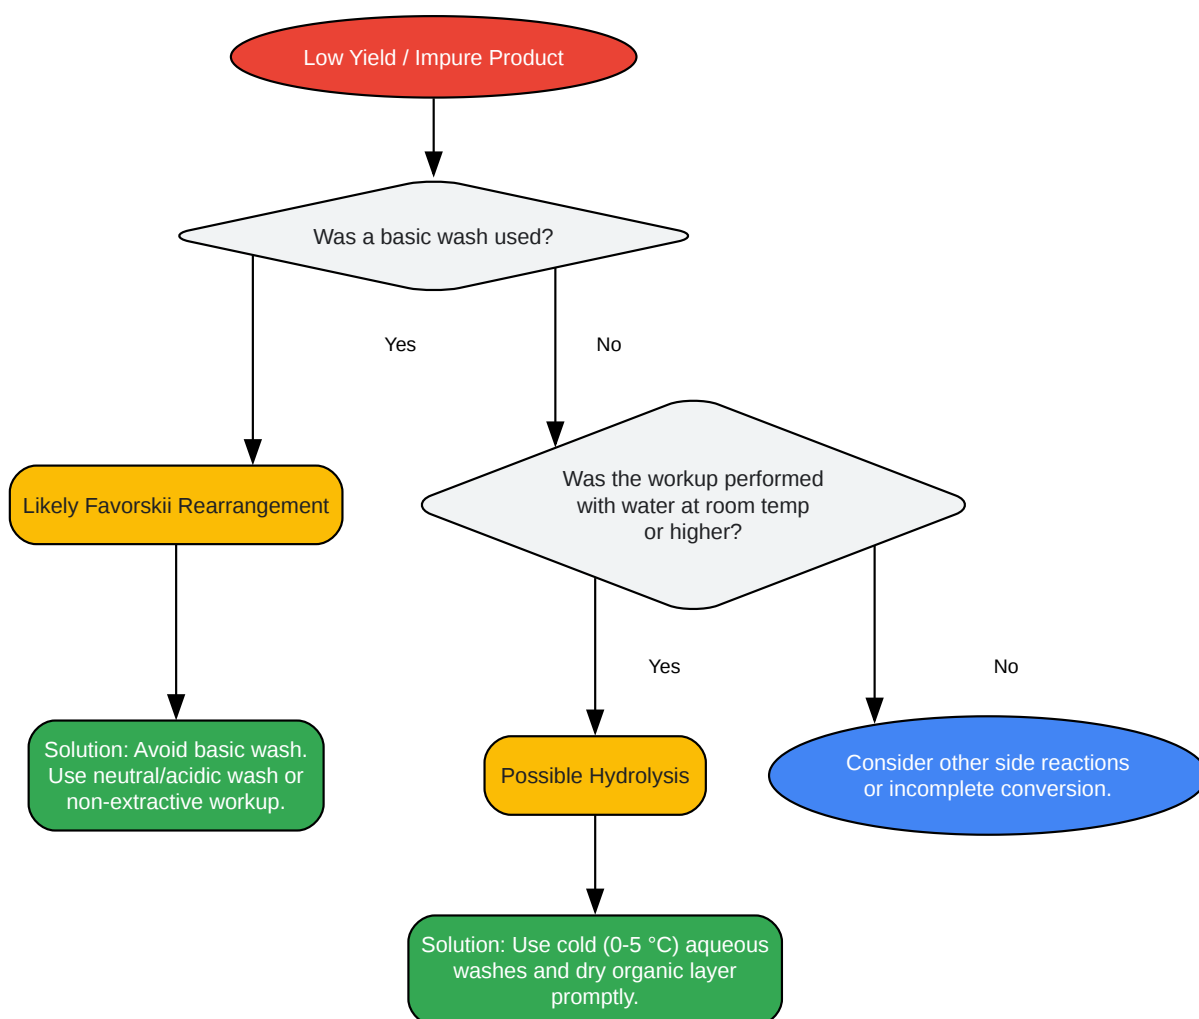 Low Yield / Impure Product
Was a basic wash used?
Yes
No
Was the workup performed
with water at room temp
or higher?
Likely Favorskii Rearrangement
Yes
No
Solution: Avoid basic wash.
Use neutral/acidic wash or
non-extractive workup.
Possible Hydrolysis
Consider other side reactions
or incomplete conversion.
Solution: Use cold (0-5 °C) aqueous
washes and dry organic layer
promptly.